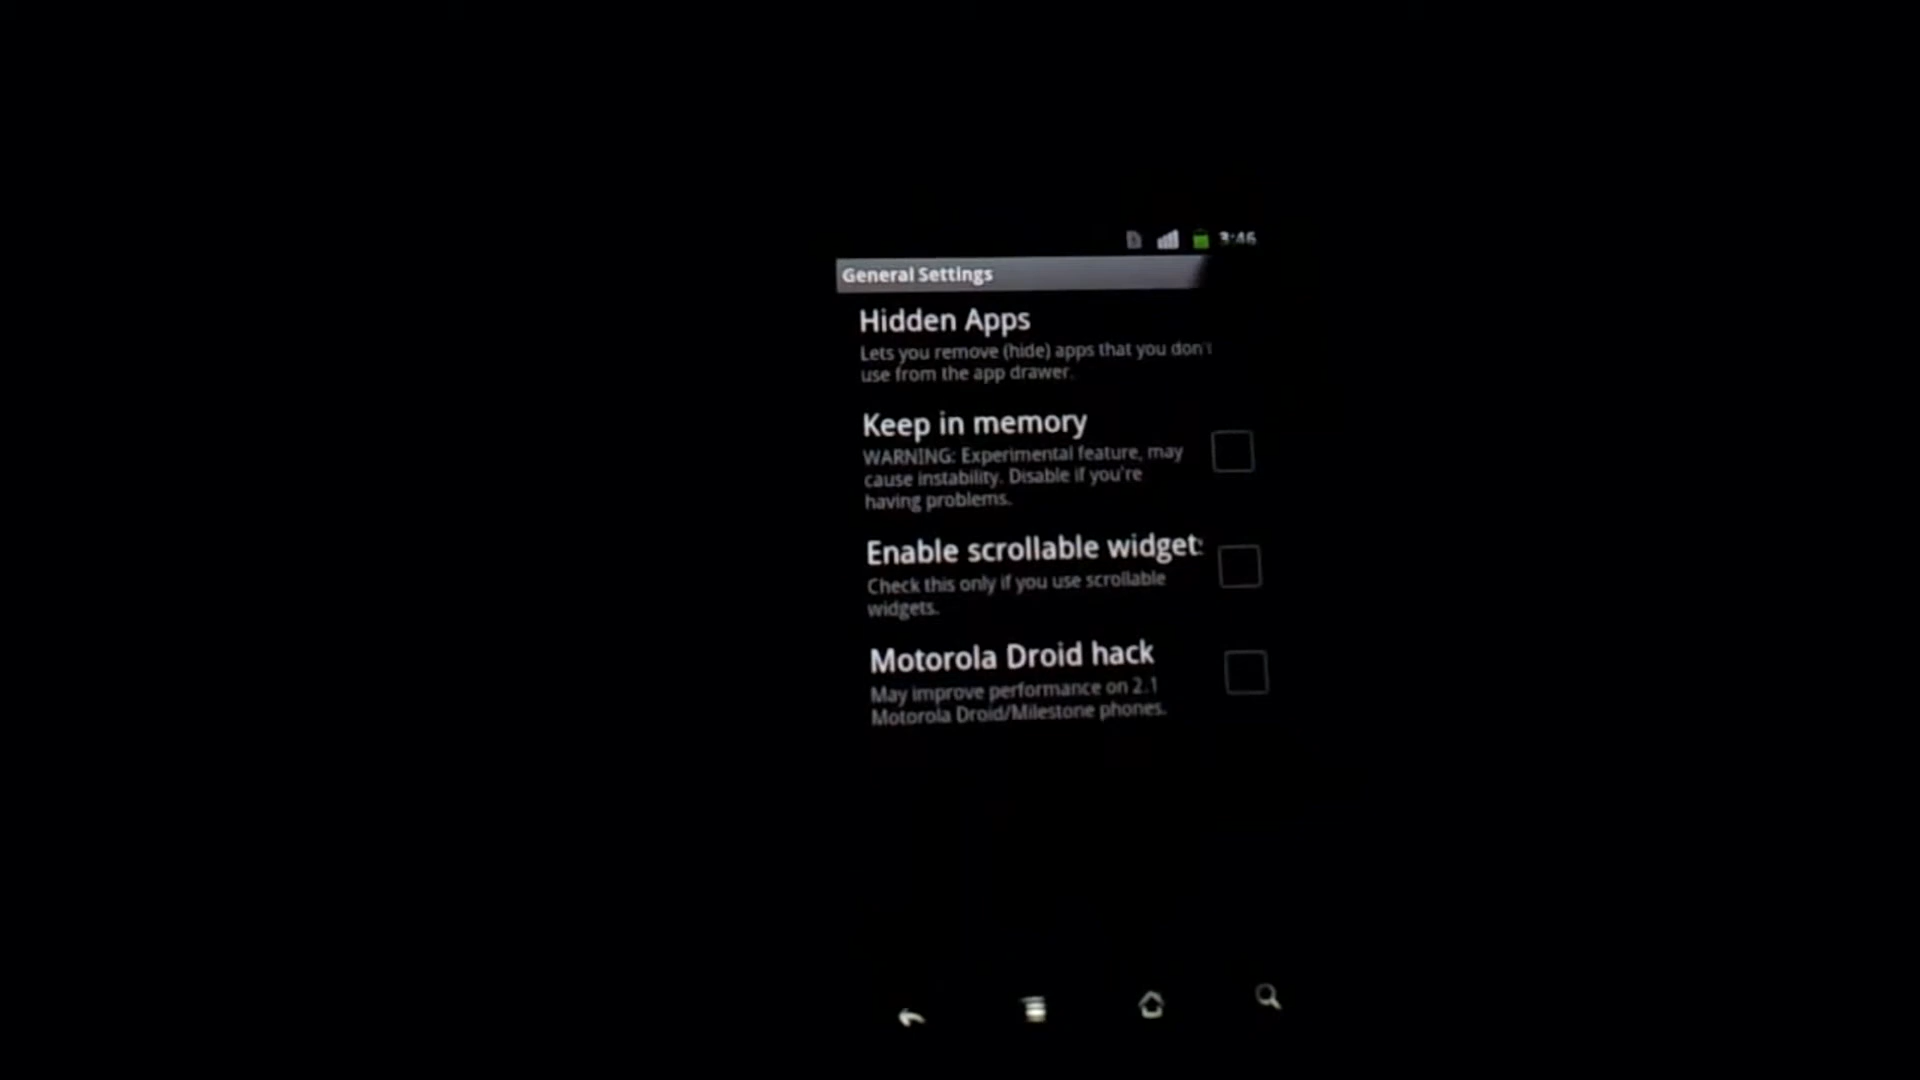 3:46
General Settings
Hidden Apps
Lets you remove (hide) apps that you don't
use from the app drawer.
Keep in memory
WARNING: Experimental feature, may
cause instability. Disable if you're
having problems.
Enable scrollable widgets
Check this only if you use scrollable
widgets.
Motorola Droid hack
May improve performance on 2.1
Motorola Droid/Milestone phones.